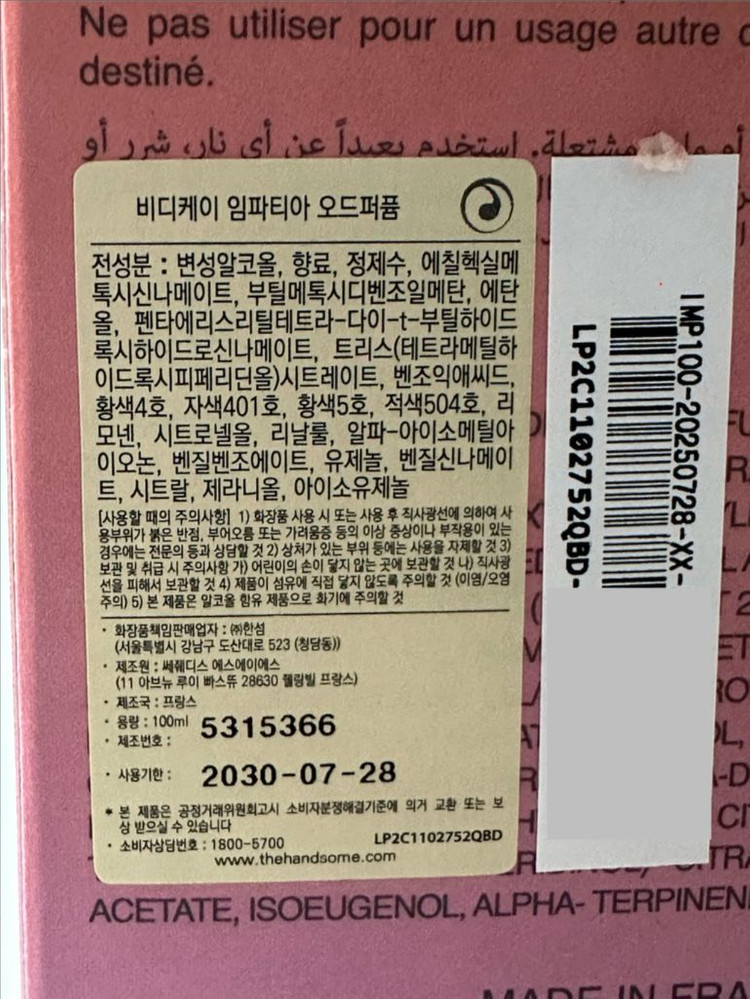 Ne pas utiliser pour un usage autre
destiné.
مشتعلة. استخدم بعيداً عن أي نار، شرر أو
비디케이 임파티아 오드퍼퓸
전성분 : 변성알코올, 향료, 정제수, 에칠헥실메
톡시신나메이트, 부틸메톡시디벤조일메탄, 에탄
올, 펜타에리스리틸테트라-다이-t-부틸하이드
록시하이드로신나메이트, 트리스(테트라메틸하
이드록시피페리딘올)시트레이트, 벤조익애씨드,
황색4호, 자색401호, 황색5호, 적색504호, 리
모넨, 시트로넬올, 리날룰, 알파-아이소메틸아
이오논, 벤질벤조에이트, 유제놀, 벤질신나메이
트, 시트랄, 제라니올, 아이소유제놀
[사용할 때의 주의사항] 1) 화장품 사용 시 또는 사용 후 직사광선에 의하여 사
용부위가 붉은 반점, 부어오름 또는 가려움증 등의 이상 증상이나 부작용이 있는
경우에는 전문의 등과 상담할 것 2) 상처가 있는 부위 등에는 사용을 자제할 것 3)
보관 및 취급 시 주의사항 가) 어린이의 손이 닿지 않는 곳에 보관할 것 나) 직사광
선을 피해서 보관할 것 4) 제품이 섬유에 직접 닿지 않도록 주의할 것 (이염/오염
주의) 5) 본 제품은 알코올 함유 제품으로 화기에 주의할 것
· 화장품책임판매업자 : ㈜한섬
(서울특별시 강남구 도산대로 523 (청담동))
· 제조원 : 쎄쮀디스 에스에이에스
(11 아브뉴 루이 빠스뜌 28630 웰링빌 프랑스)
· 제조국 : 프랑스
· 용량 : 100ml
· 제조번호 : 5315366
· 사용기한 : 2030-07-28
* 본 제품은 공정거래위원회고시 소비자분쟁해결기준에 의거 교환 또는 보
상 받으실 수 있습니다
· 소비자상담번호 : 1800-5700
LP2C1102752QBD
www.thehandsome.com
IMP100-20250728-XX-
LP2C1102752QBD-
ACETATE, ISOEUGENOL, ALPHA- TERPINEN
MADE IN FRA